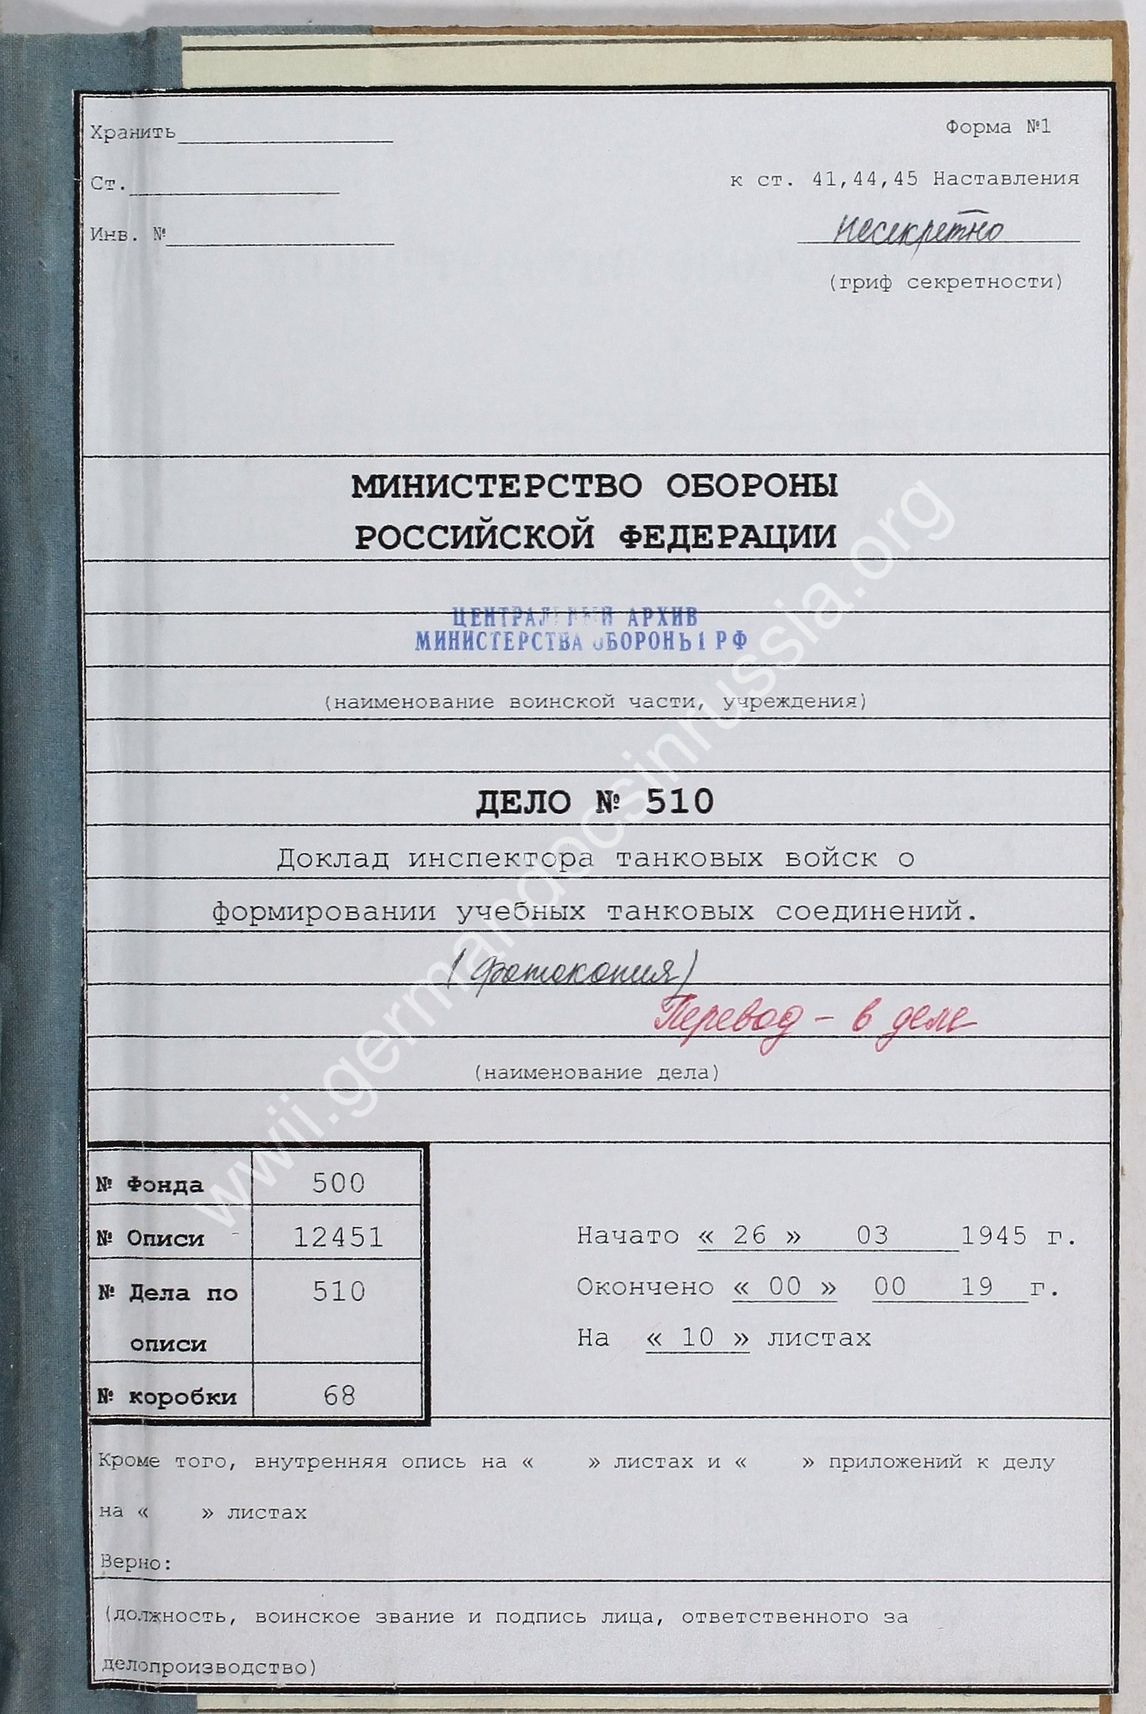 Хранить
Форма №1
Ст.
к ст. 41,44,45 Наставления
Инв. №
несекретно
(гриф секретности)
МИНИСТЕРСТВО ОБОРОНЫ
РОССИЙСКОЙ ФЕДЕРАЦИИ
ЦЕНТРАЛЬНЫЙ АРХИВ
МИНИСТЕРСТВА ОБОРОНЫ РФ
(наименование воинской части, учреждения)
ДЕЛО № 510
Доклад инспектора танковых войск о
формировании учебных танковых соединений.
(фотокопия)
Перевод - в деле
(наименование дела)
№ Фонда 500
№ Описи 12451
№ Дела по 510
описи
№ коробки 68
Начато « 26 » 03 1945 г.
Окончено « 00 » 00 19 г.
На « 10 » листах
Кроме того, внутренняя опись на « » листах и « » приложений к делу
на « » листах
Верно:
(должность, воинское звание и подпись лица, ответственного за
делопроизводство)
www.germandocsinrussia.org